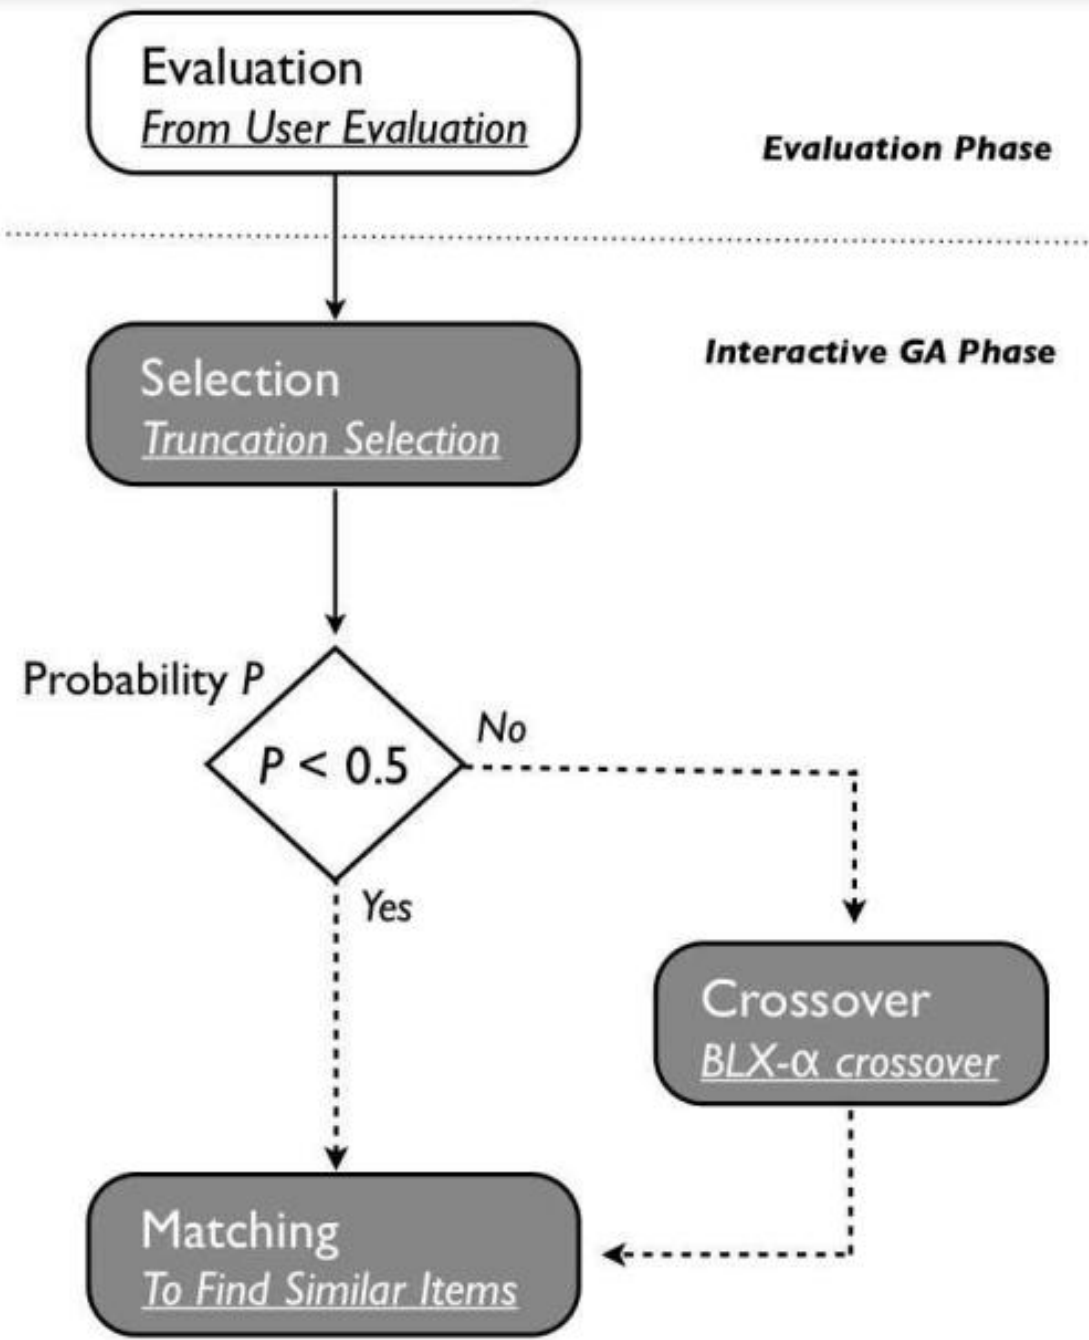 Evaluation
From User Evaluation
Evaluation Phase
Selection
Truncation Selection
Interactive GA Phase
Probability P
P < 0.5
No
Yes
Crossover
BLX-α crossover
Matching
To Find Similar Items